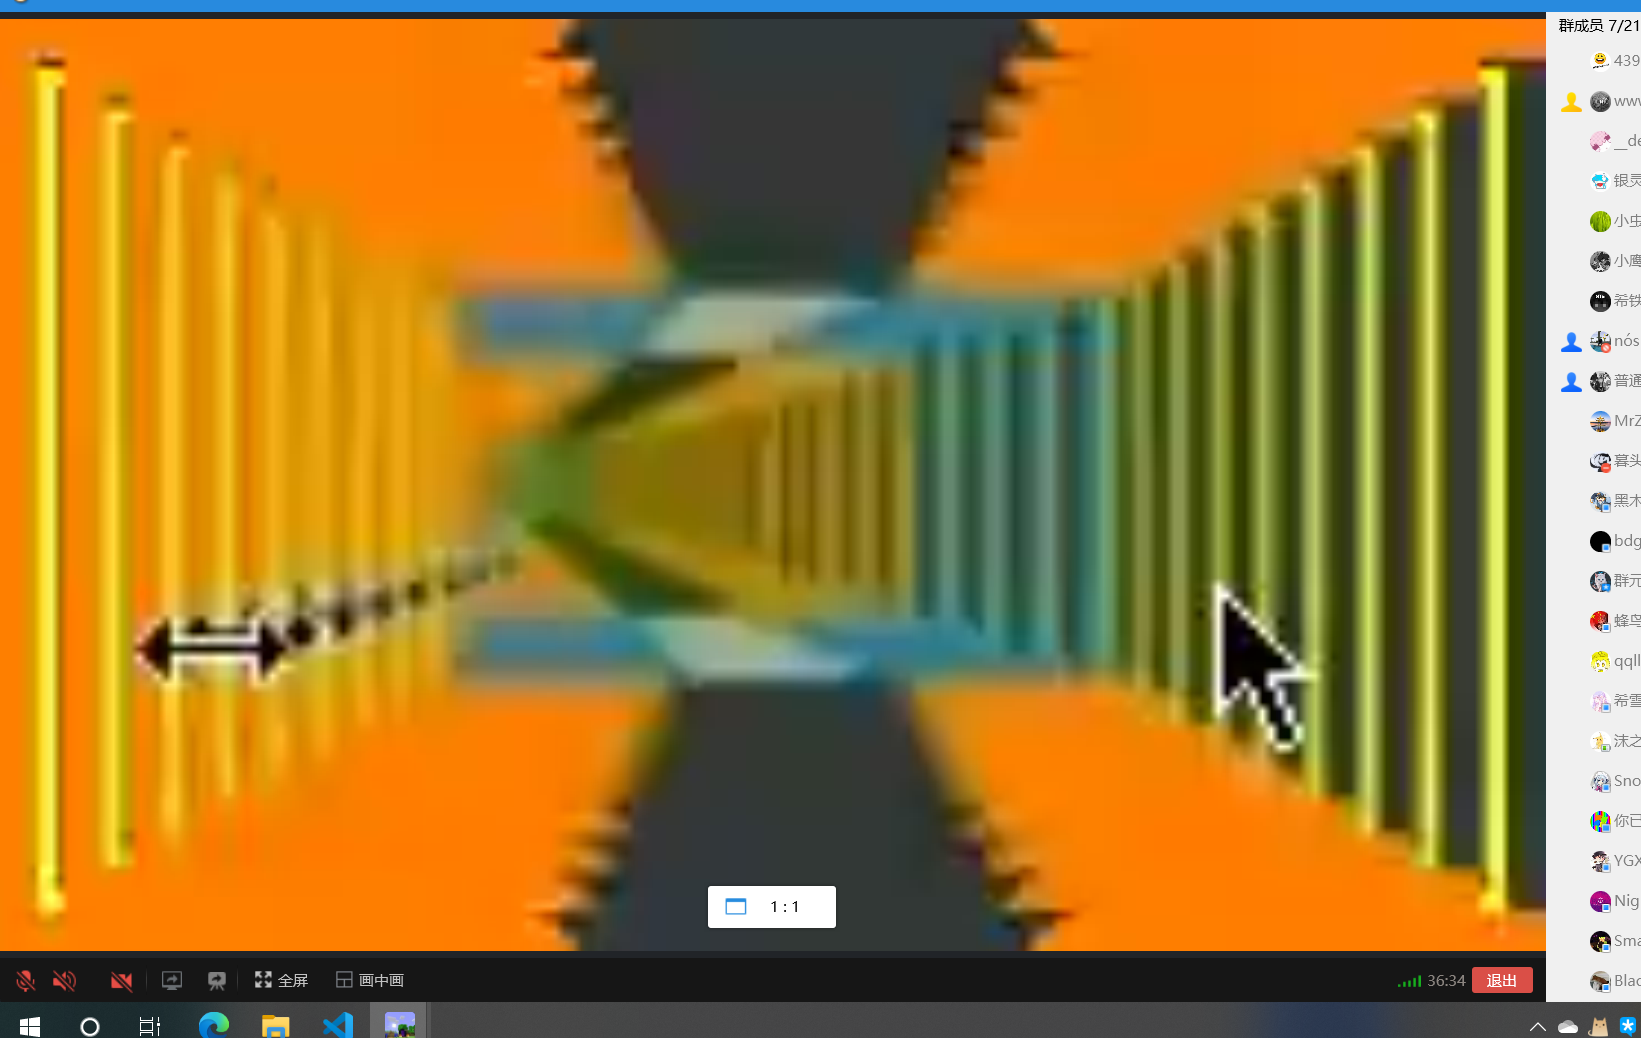 群成员 7/21
439
www
__de
银灵
小虫
小鹰
希铁
nós
普通
MrZ
暮头
黑木
bdg
群元
蜂鸟
qqll
希雪
沫之
Sno
你已
YGX
Nig
Sma
Blac
1 : 1
全屏
画中画
36:34
退出